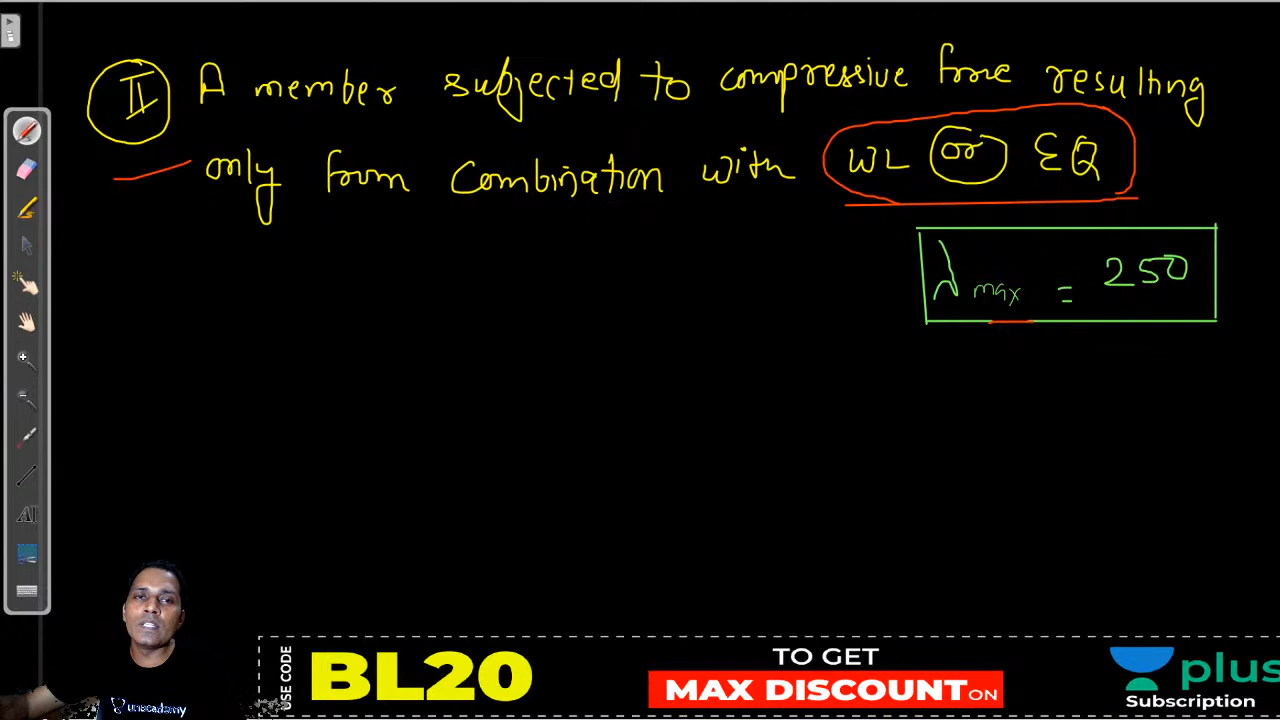 II A member subjected to compressive force resulting
only from combination with WL or EQ
λmax = 250
A
USE CODE
BL20
TO GET
MAX DISCOUNT ON
plus
Subscription
unacademy